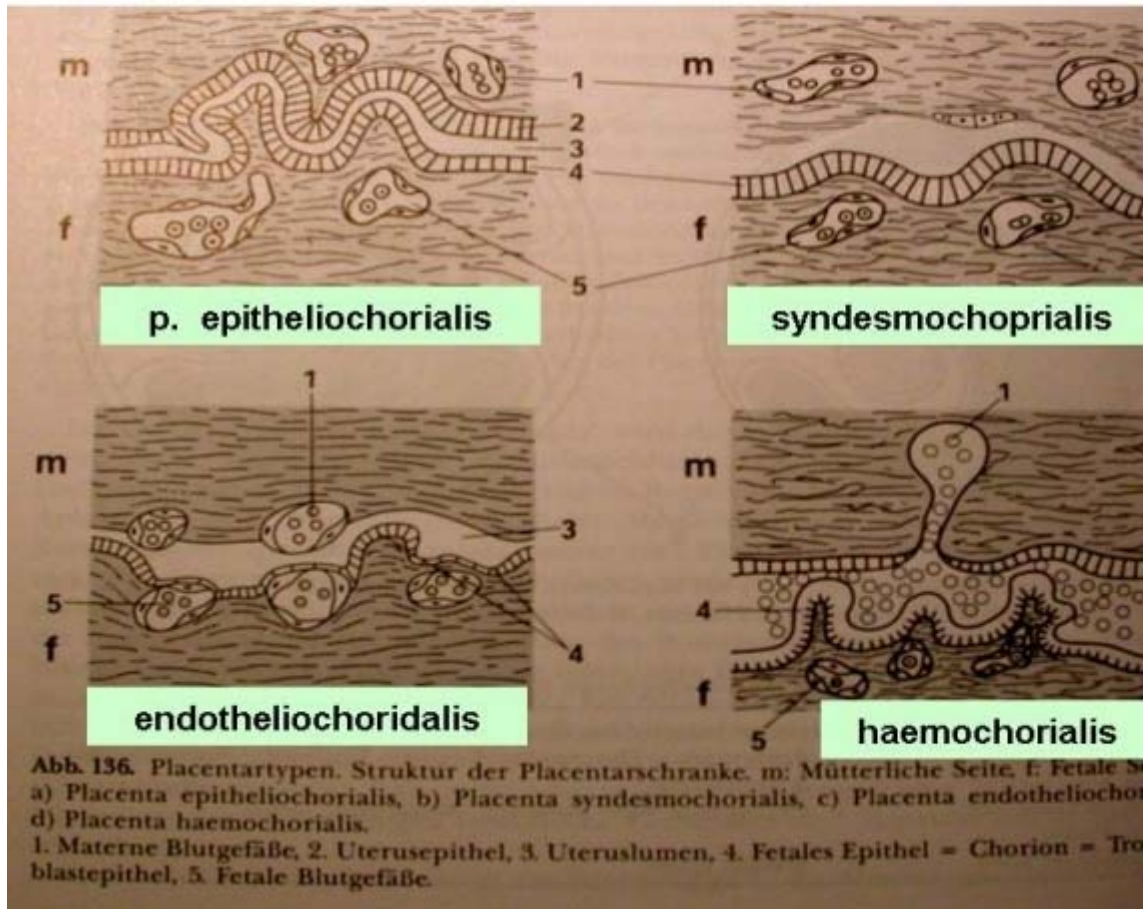 m
m
1
2
3
4
f
f
5
p. epitheliochorialis
syndesmochoprialis
1
1
m
m
3
5
4
4
f
f
5
endotheliochoridalis
haemochorialis
Abb. 136. Placentartypen. Struktur der Placentarschranke. m: Mütterliche Seite, f: Fetale
a) Placenta epitheliochorialis, b) Placenta syndesmochorialis, c) Placenta
d) Placenta haemochorialis.
1. Materne Blutgefäße, 2. Uterusepithel, 3. Uteruslumen, 4. Fetales Epithel = Chorion =
blastepithel, 5. Fetale Blutgefäße.